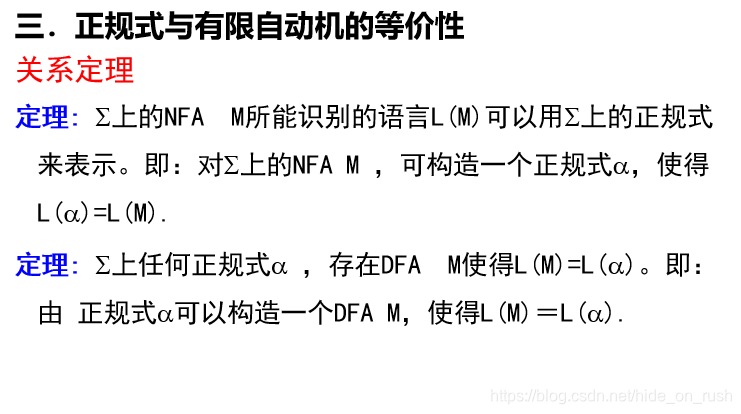 三．正规式与有限自动机的等价性
关系定理
定理: Σ上的NFA M所能识别的语言L(M)可以用Σ上的正规式
来表示。即：对Σ上的NFA M ，可构造一个正规式α，使得
L(α)=L(M).
定理: Σ上任何正规式α ，存在DFA M使得L(M)=L(α)。即：
由 正规式α可以构造一个DFA M，使得L(M)＝L(α).
https://blog.csdn.net/hide_on_rush